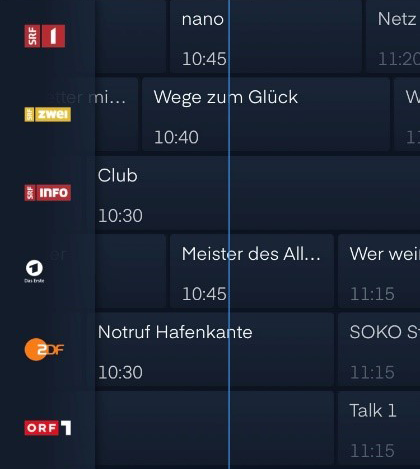 SRF 1
nano
Netz
10:45
11:20
SRF zwei
mi...
Wege zum Glück
W
10:40
SRF INFO
Club
10:30
1
Das Erste
er
Meister des All...
Wer wei
10:45
11:15
ZDF
Notruf Hafenkante
SOKO S
10:30
11:15
ORF 1
Talk 1
11:15